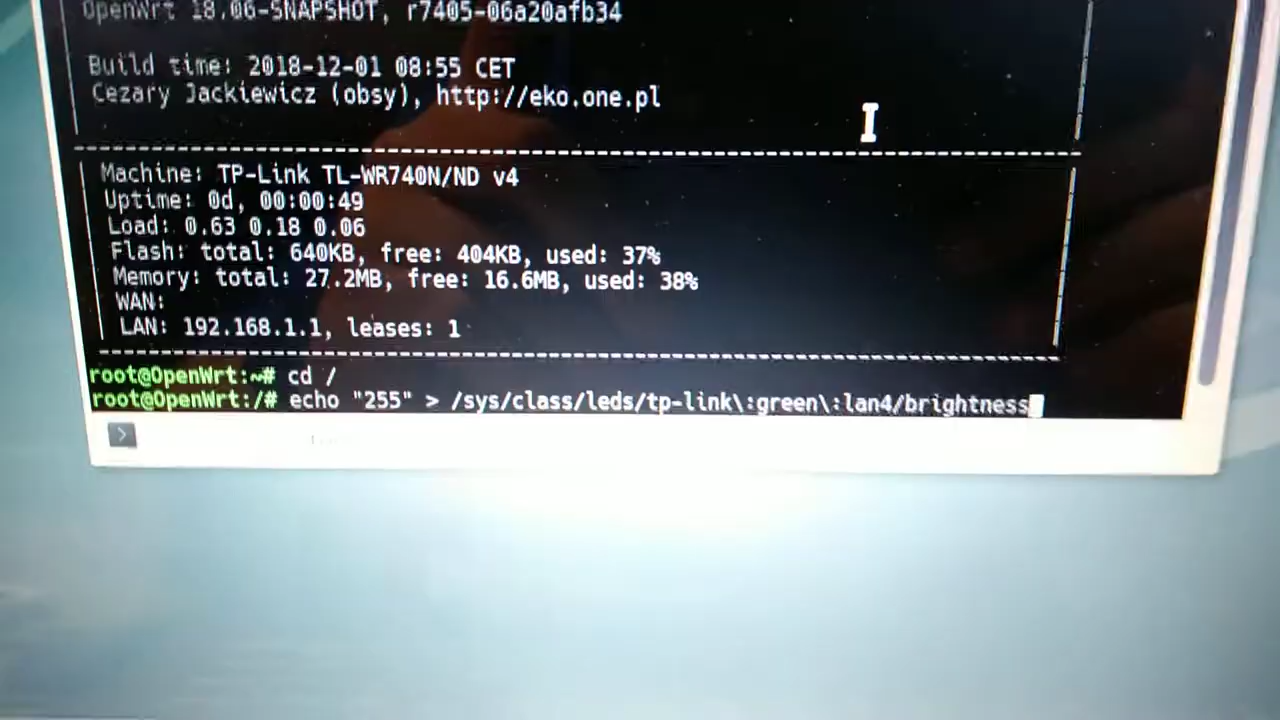 OpenWrt 18.06-SNAPSHOT, r7405-06a20afb34
Build time: 2018-12-01 08:55 CET
Cezary Jackiewicz (obsy), http://eko.one.pl
Machine: TP-Link TL-WR740N/ND v4
Uptime: 0d, 00:00:49
Load: 0.63 0.18 0.06
Flash: total: 640KB, free: 404KB, used: 37%
Memory: total: 27.2MB, free: 16.6MB, used: 38%
WAN:
LAN: 192.168.1.1, leases: 1
root@OpenWrt:~# cd /
root@OpenWrt:/# echo "255" > /sys/class/leds/tp-link\:green\:lan4/brightness